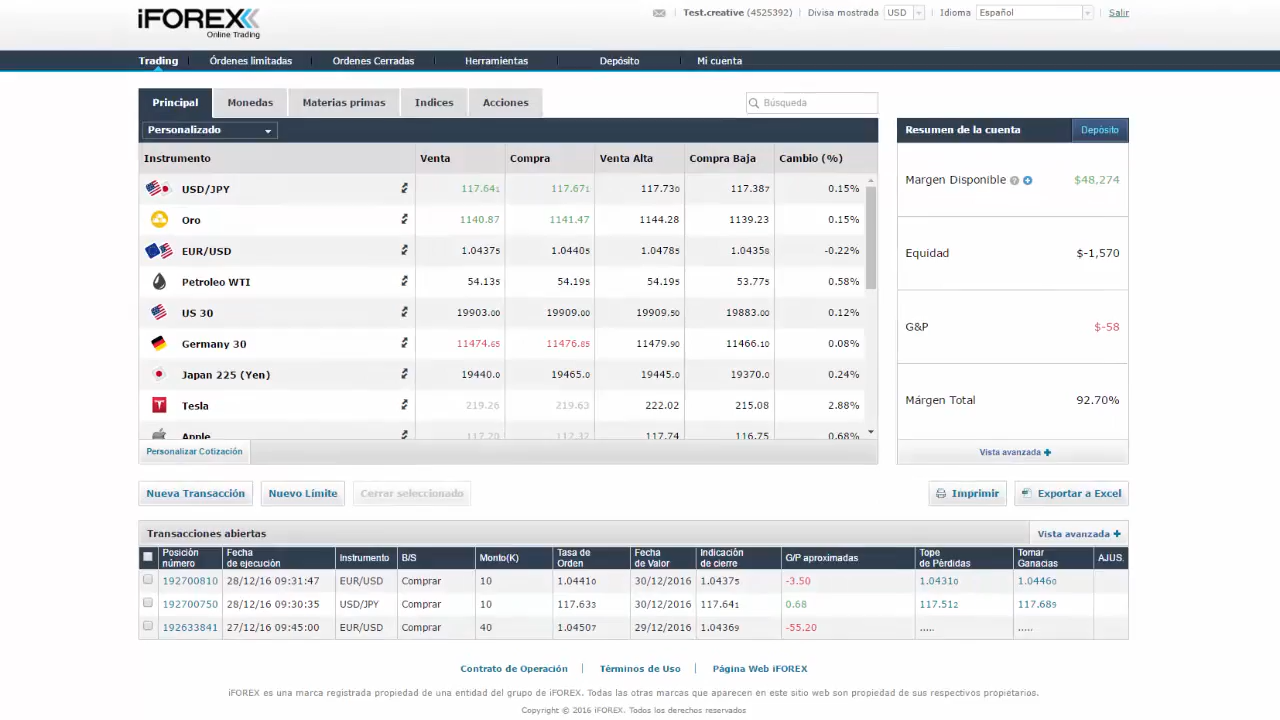 iFOREX
Online Trading
Test.creative (4525392) Divisa mostrada USD Idioma Español Salir
Trading Órdenes limitadas Ordenes Cerradas Herramientas Depósito Mi cuenta
Principal Monedas Materias primas Indices Acciones Búsqueda
Personalizado
Instrumento Venta Compra Venta Alta Compra Baja Cambio (%)
USD/JPY 117.641 117.671 117.730 117.387 0.15%
Oro 1140.87 1141.47 1144.28 1139.23 0.15%
EUR/USD 1.04375 1.04405 1.04785 1.04358 -0.22%
Petroleo WTI 54.135 54.195 54.195 53.775 0.58%
US 30 19903.00 19909.00 19909.50 19883.00 0.12%
Germany 30 11474.65 11476.85 11479.90 11466.10 0.08%
Japan 225 (Yen) 19440.0 19465.0 19445.0 19370.0 0.24%
Tesla 219.26 219.63 222.02 215.08 2.88%
Apple 117.20 117.74 116.75 0.68%
Personalizar Cotización
Resumen de la cuenta Depósito
Margen Disponible $48,274
Equidad $-1,570
G&P $-58
Márgen Total 92.70%
Vista avanzada
Nueva Transacción Nuevo Límite Cerrar seleccionado Imprimir Exportar a Excel
Transacciones abiertas Vista avanzada
Posición número Fecha de ejecución Instrumento B/S Monto(K) Tasa de Orden Fecha de Valor Indicación de cierre G/P aproximadas Tope de Pérdidas Tomar Ganacias AJUS.
192700810 28/12/16 09:31:47 EUR/USD Comprar 10 1.04410 30/12/2016 1.04375 -3.50 1.04310 1.04460
192700750 28/12/16 09:30:35 USD/JPY Comprar 10 117.633 30/12/2016 117.641 0.68 117.512 117.689
192633841 27/12/16 09:45:00 EUR/USD Comprar 40 1.04507 29/12/2016 1.04369 -55.20 ..... .....
Contrato de Operación Términos de Uso Página Web iFOREX
iFOREX es una marca registrada propiedad de una entidad del grupo de iFOREX. Todas las otras marcas que aparecen en este sitio web son propiedad de sus respectivos propietarios.
Copyright © 2016 iFOREX. Todos los derechos reservados